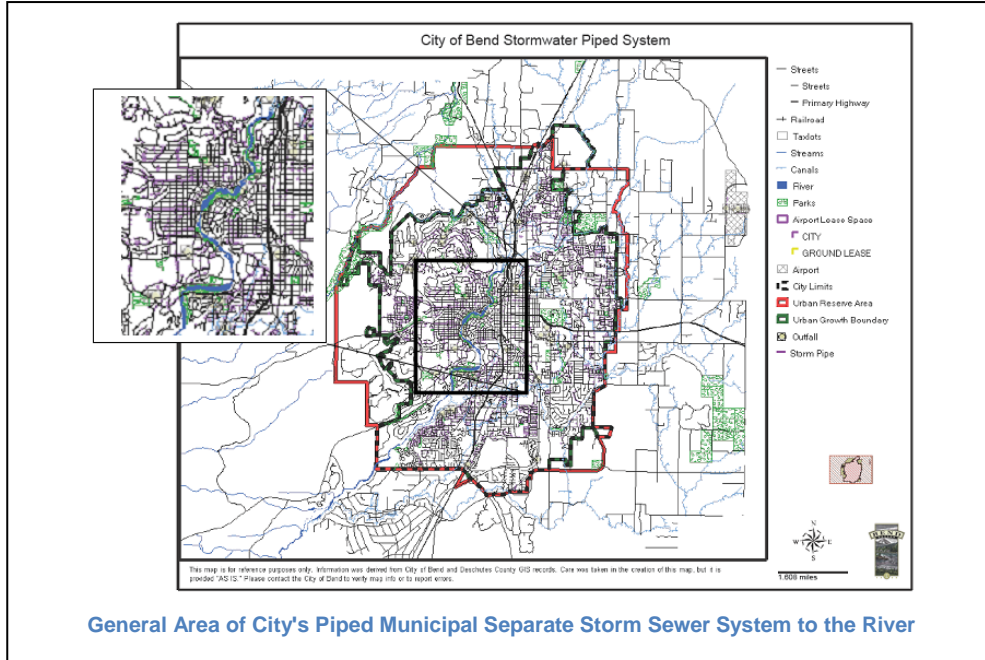 City of Bend Stormwater Piped System
Streets
Streets
Primary Highway
Railroad
Taxlots
Streams
Canals
River
Parks
Airport Lease Space
CITY
GROUND LEASE
Airport
City Limits
Urban Reserve Area
Urban Growth Boundary
Outfall
Storm Pipe
N
W E
S
BEND
1.608 miles
This map is for reference purposes only. Information was derived from City of Bend and Deschutes County GIS records. Care was taken in the creation of this map, but it is
provided "AS IS." Please contact the City of Bend to verify map info or to report errors.
General Area of City's Piped Municipal Separate Storm Sewer System to the River